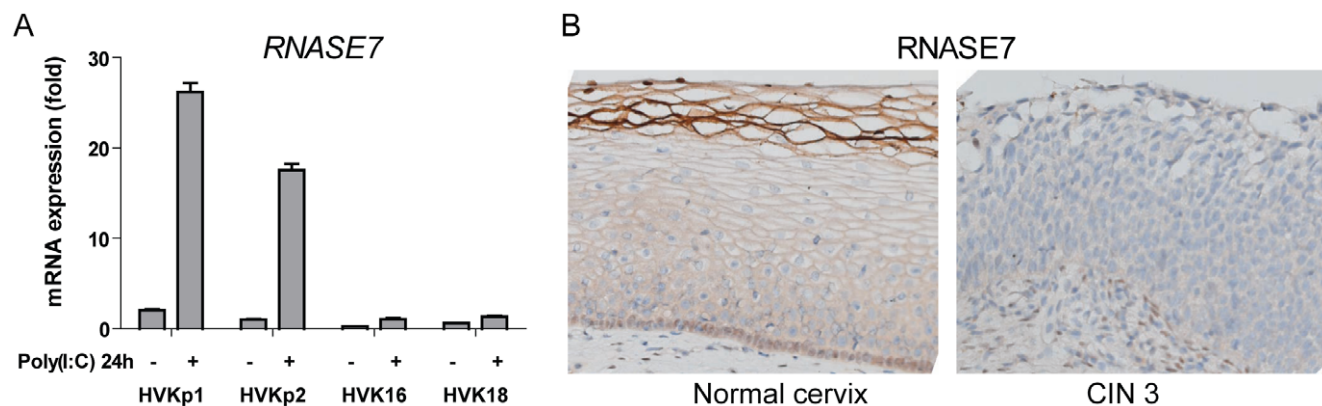 A
RNASE7
mRNA expression (fold)
30
20
10
0
Poly(I:C) 24h - + - + - + - +
HVKp1 HVKp2 HVK16 HVK18
B
RNASE7
Normal cervix CIN 3